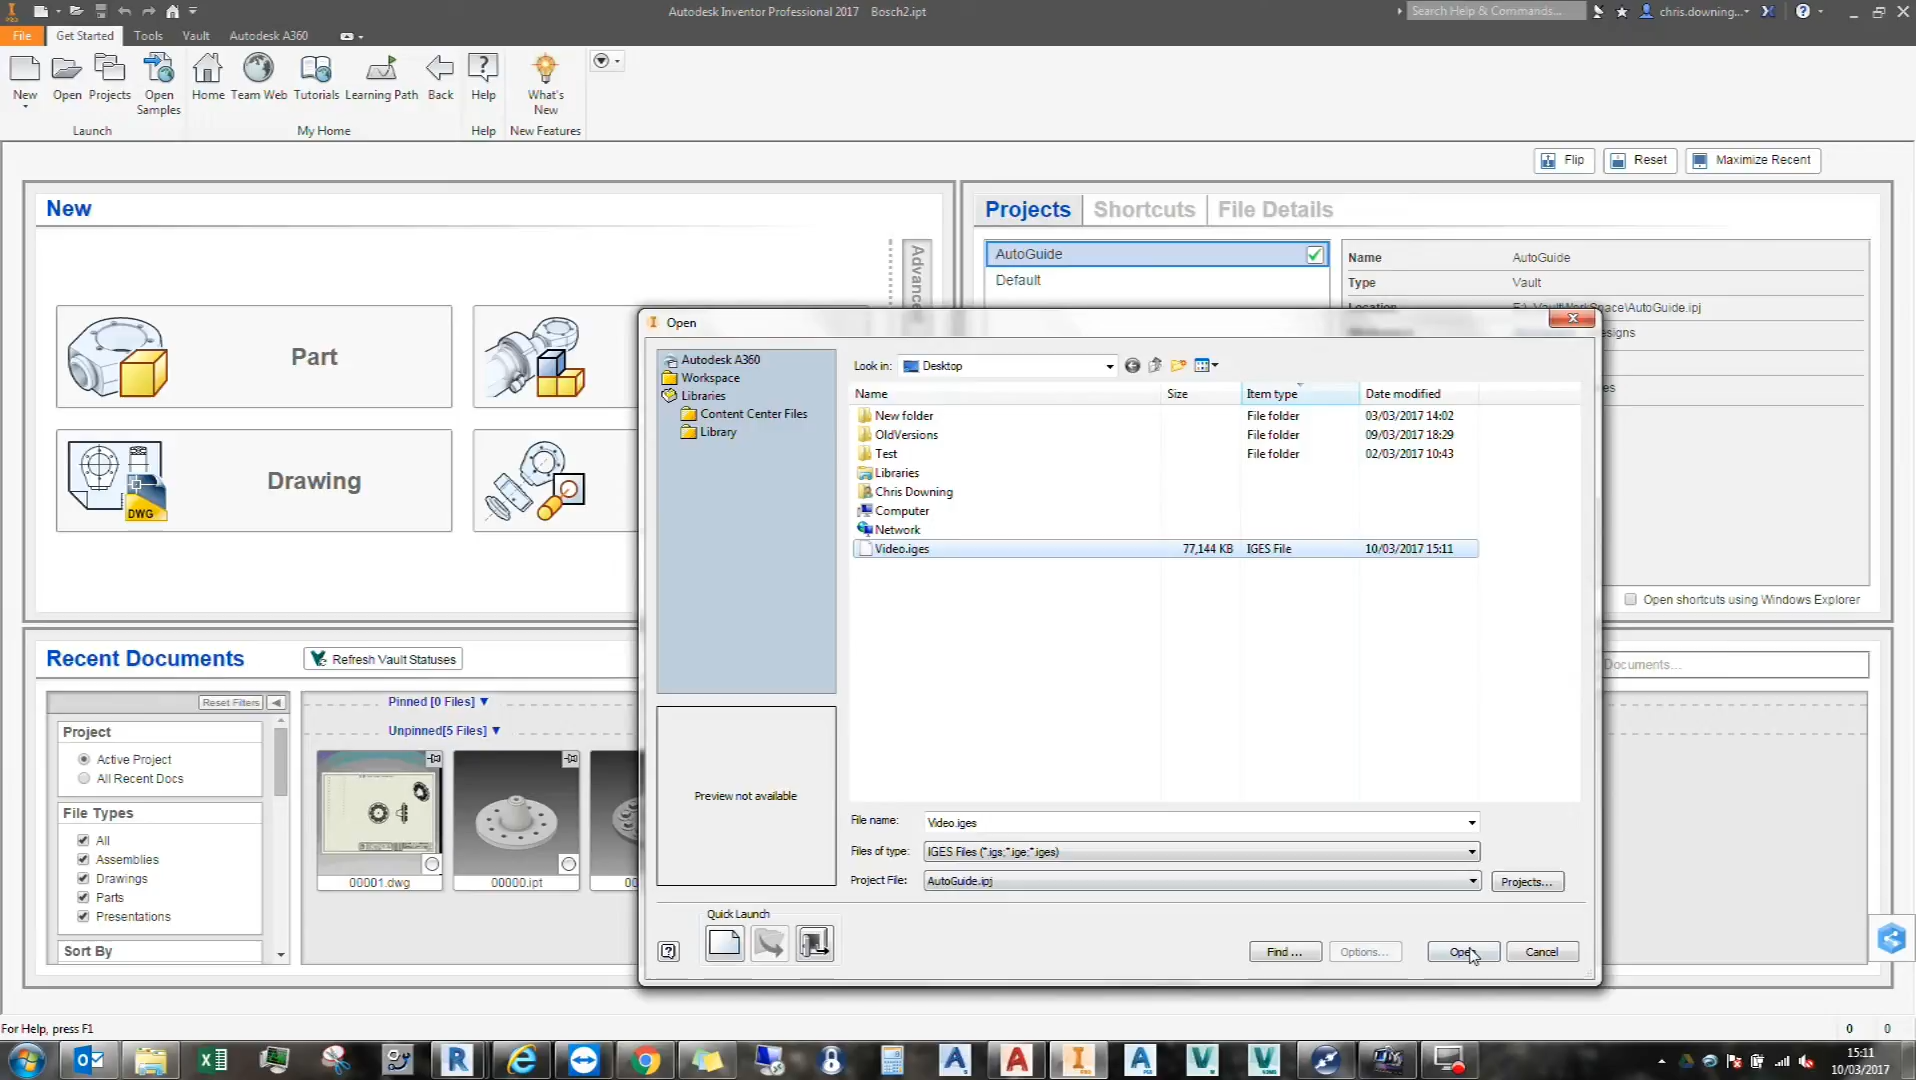 Autodesk Inventor Professional 2017 Bosch2.ipt
Search Help & Commands...
chris.downing...
File Get Started Tools Vault Autodesk A360
New Open Projects Open Samples Home Team Web Tutorials Learning Path Back Help What's New
Launch My Home Help New Features
Flip Reset Maximize Recent
New
Part
Drawing
DWG
Projects Shortcuts File Details
AutoGuide
Default
Name AutoGuide
Type Vault
Open shortcuts using Windows Explorer
Open
Autodesk A360
Workspace
Libraries
Content Center Files
Library
Preview not available
Look in: Desktop
Name Size Item type Date modified
New folder File folder 03/03/2017 14:02
OldVersions File folder 09/03/2017 18:29
Test File folder 02/03/2017 10:43
Libraries
Chris Downing
Computer
Network
Video.iges 77,144 KB IGES File 10/03/2017 15:11
File name: Video.iges
Files of type: IGES Files (*.igs;*.ige;*.iges)
Project File: AutoGuide.ipj Projects...
Quick Launch
Find ... Options... Open Cancel
Recent Documents Refresh Vault Statuses
Documents...
Reset Filters
Project
Active Project
All Recent Docs
File Types
All
Assemblies
Drawings
Parts
Presentations
Sort By
Pinned [0 Files]
Unpinned[5 Files]
00001.dwg 00000.ipt
For Help, press F1
0 0
15:11
10/03/2017